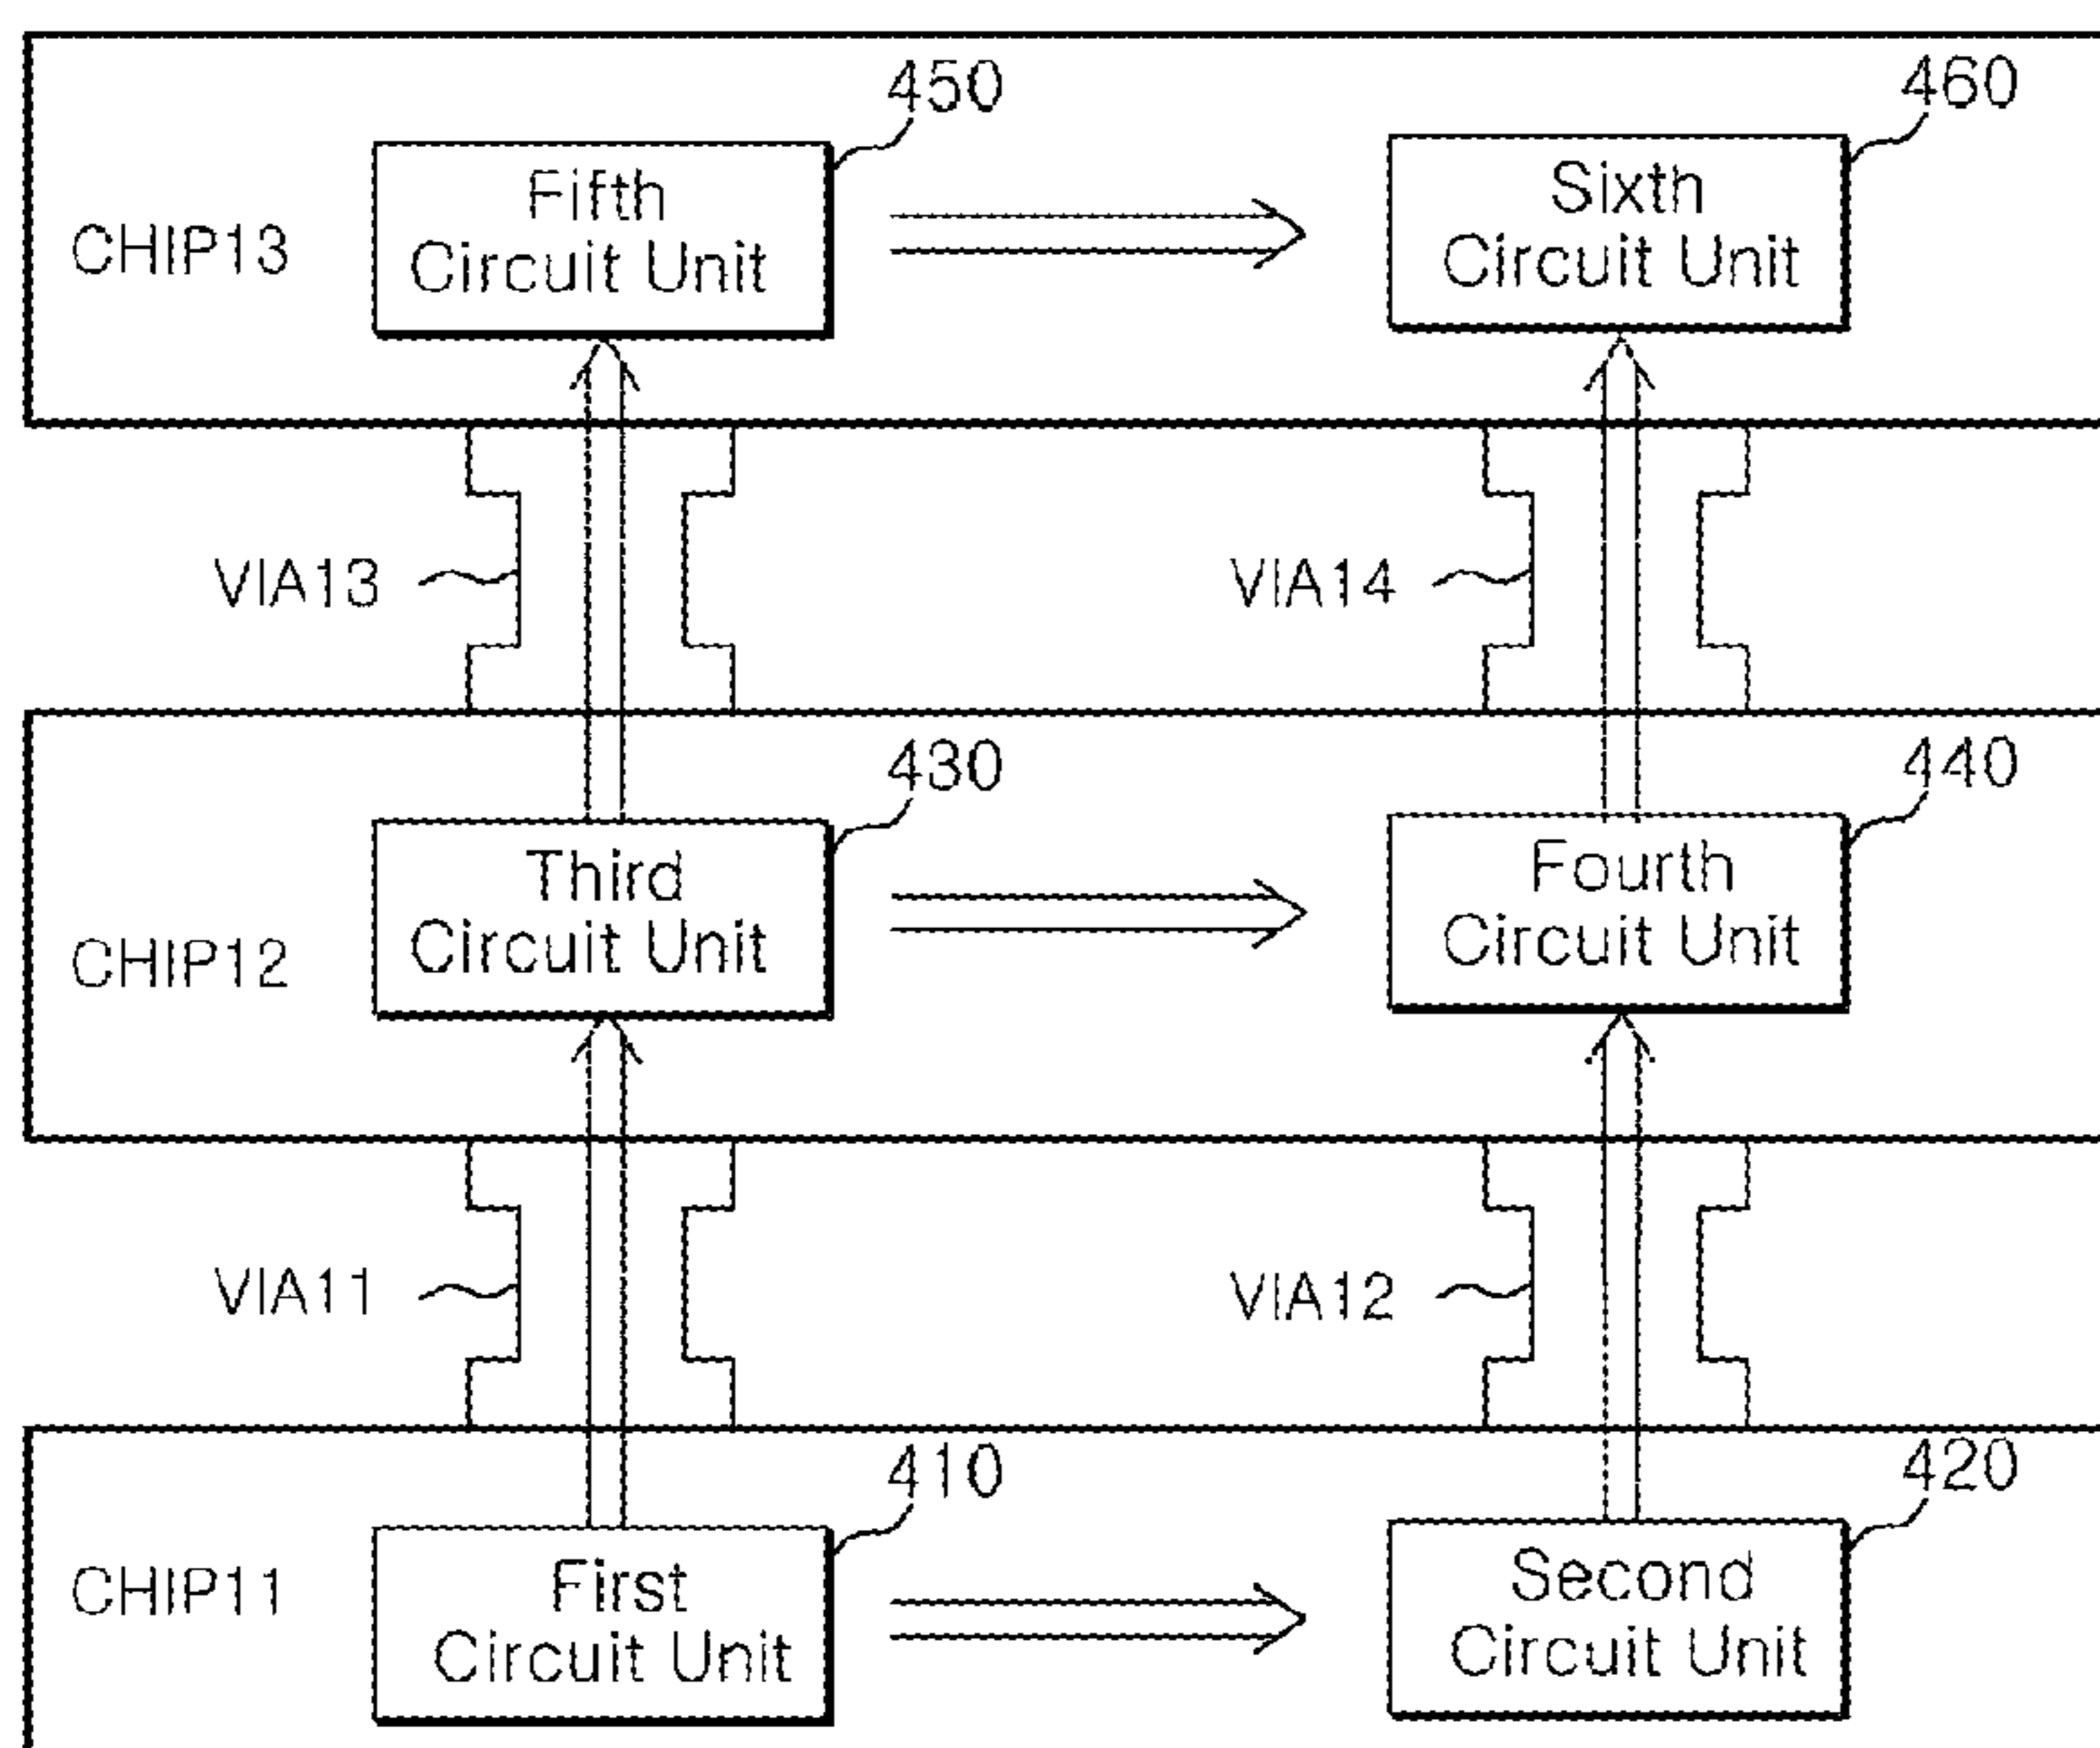 450
460
Fifth
Circuit Unit
Sixth
Circuit Unit
CHIP13
VIA13
VIA14
430
440
Third
Circuit Unit
Fourth
Circuit Unit
CHIP12
VIA11
VIA12
410
420
First
Circuit Unit
Second
Circuit Unit
CHIP11